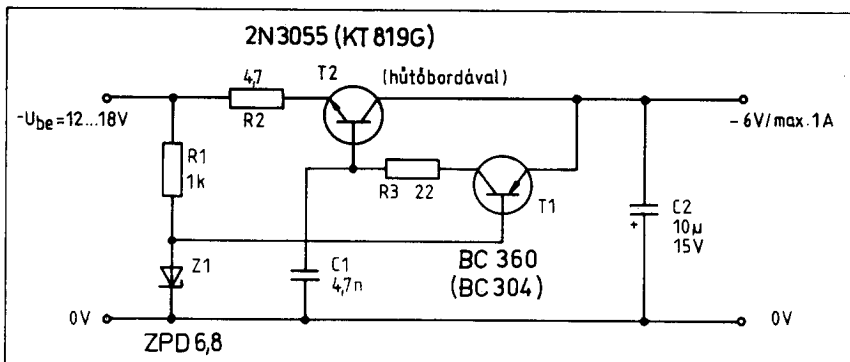 2N3055 (KT819G)
4,7
T2
(hűtőbordával)
-Ube=12...18V
R2
-6V/max.1A
R1
1k
R3 22
T1
C2
10µ
15V
+
Z1
C1
4,7n
BC 360
(BC 304)
0V
0V
ZPD 6,8